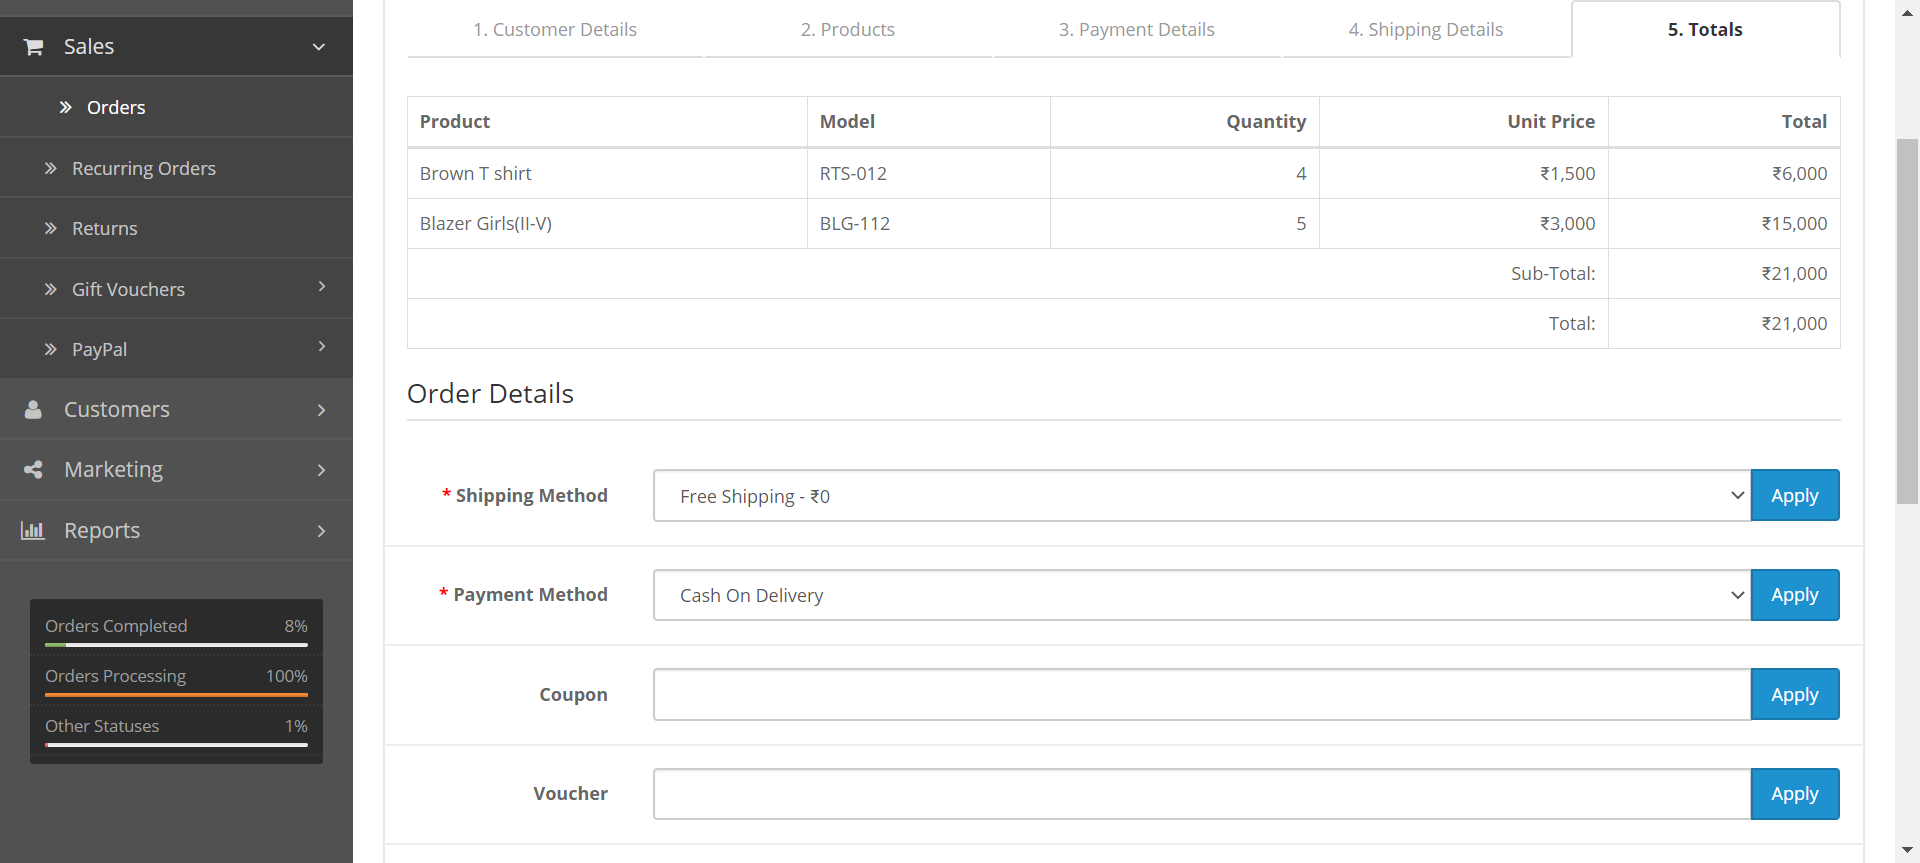 Sales
Orders
Recurring Orders
Returns
Gift Vouchers
PayPal
Customers
Marketing
Reports
Orders Completed 8%
Orders Processing 100%
Other Statuses 1%
1. Customer Details 2. Products 3. Payment Details 4. Shipping Details 5. Totals
Product Model Quantity Unit Price Total
Brown T shirt RTS-012 4 ₹1,500 ₹6,000
Blazer Girls(II-V) BLG-112 5 ₹3,000 ₹15,000
Sub-Total: ₹21,000
Total: ₹21,000
Order Details
* Shipping Method Free Shipping - ₹0 Apply
* Payment Method Cash On Delivery Apply
Coupon Apply
Voucher Apply